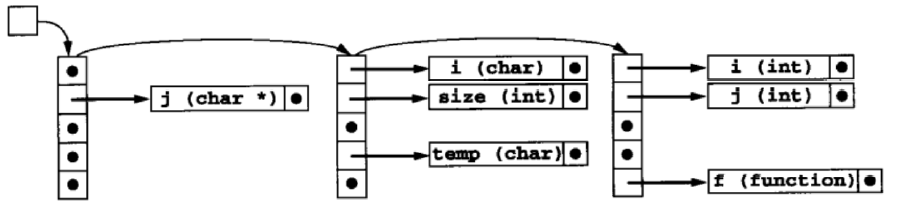 i (char)
i (int)
j (char *)
size (int)
j (int)
temp (char)
f (function)